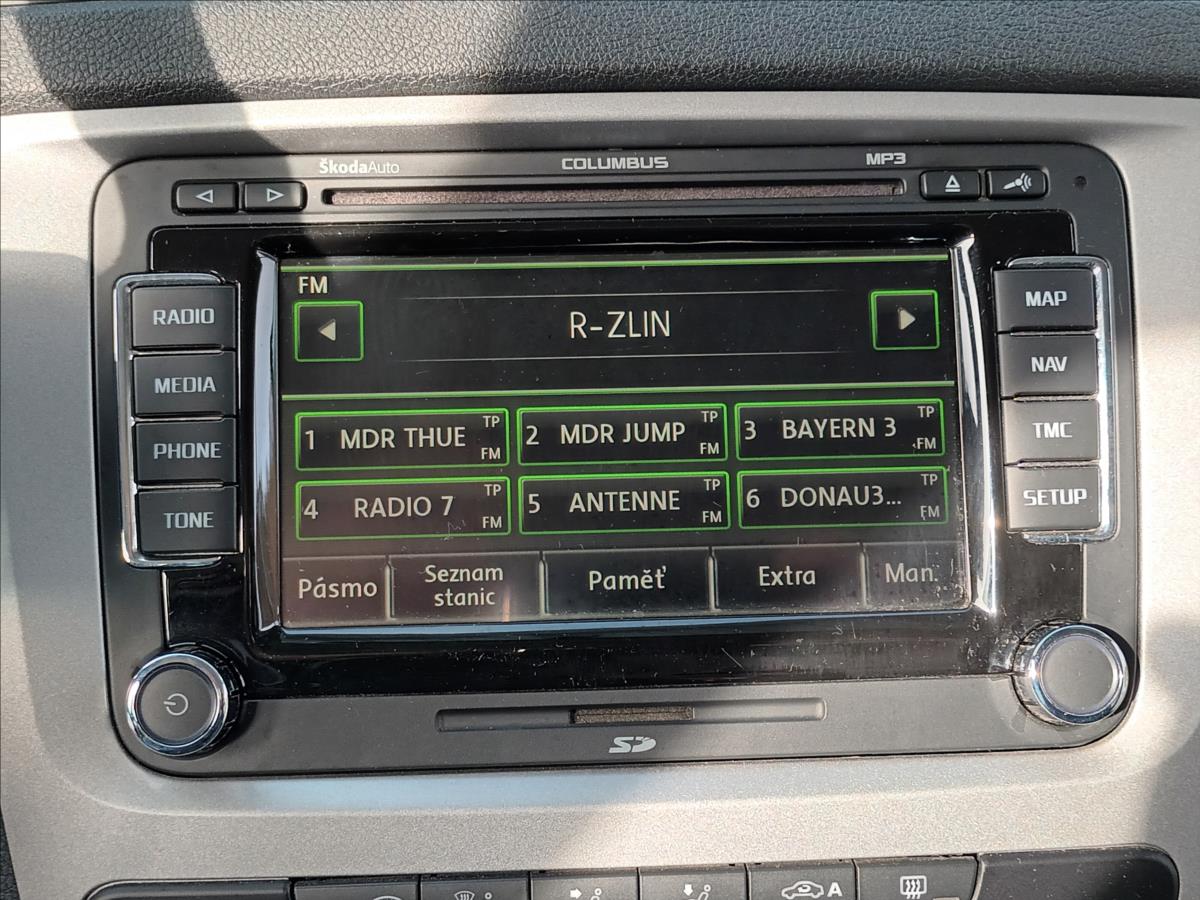 ŠkodaAuto
COLUMBUS
MP3
RADIO
MEDIA
PHONE
TONE
FM
R-ZLIN
1 MDR THUE TP FM
2 MDR JUMP TP FM
3 BAYERN 3 TP FM
4 RADIO 7 TP FM
5 ANTENNE TP FM
6 DONAU3... TP FM
Pásmo
Seznam
stanic
Paměť
Extra
Man.
MAP
NAV
TMC
SETUP
SD
A